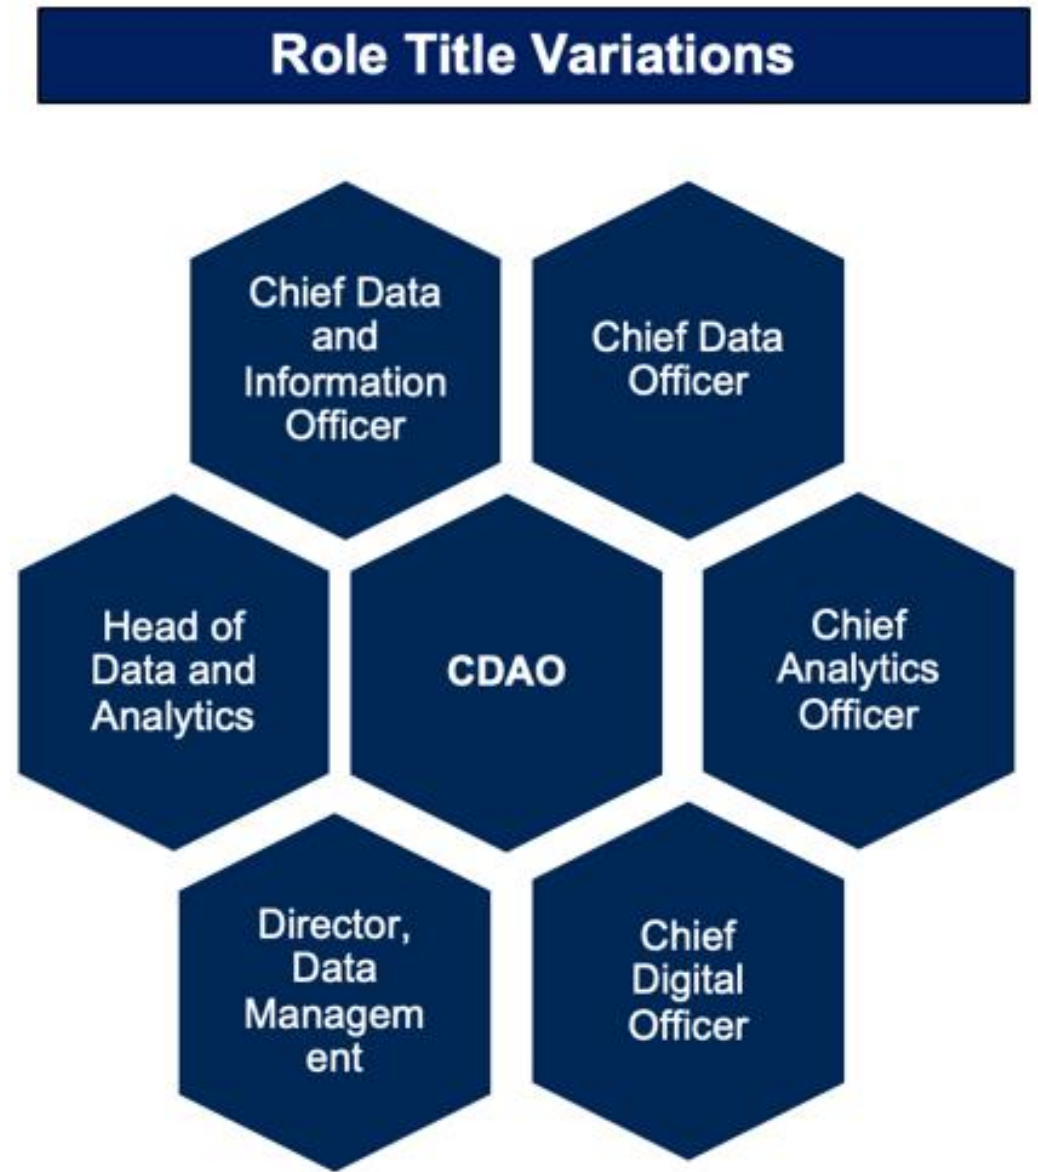 Role Title Variations
Chief Data
and
Information
Officer
Chief Data
Officer
Head of
Data and
Analytics
CDAO
Chief
Analytics
Officer
Director,
Data
Managem
ent
Chief
Digital
Officer